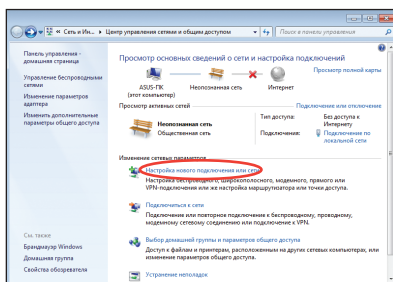 « Сеть и Ин... ▸ Центр управления сетями и общим доступом
Поиск в панели управления
Панель управления -
домашняя страница
Управление беспроводными
сетями
Изменение параметров
адаптера
Изменить дополнительные
параметры общего доступа
См. также
Брандмауэр Windows
Домашняя группа
Свойства обозревателя
Просмотр основных сведений о сети и настройка подключений
Просмотр полной карты
ASUS-ПК
(этот компьютер)
Неопознанная сеть
Интернет
Просмотр активных сетей
Подключение или отключение
Неопознанная сеть
Общественная сеть
Тип доступа:
Без доступа к
Интернету
Подключения:
Подключение по
локальной сети
Изменение сетевых параметров
Настройка нового подключения или сети
Настройка беспроводного, широкополосного, модемного, прямого или
VPN-подключения или же настройка маршрутизатора или точки доступа.
Подключиться к сети
Подключение или повторное подключение к беспроводному, проводному,
модемному сетевому соединению или подключение к VPN.
Выбор домашней группы и параметров общего доступа
Доступ к файлам и принтерам, расположенным на других сетевых компьютерах, или
изменение параметров общего доступа.
Устранение неполадок